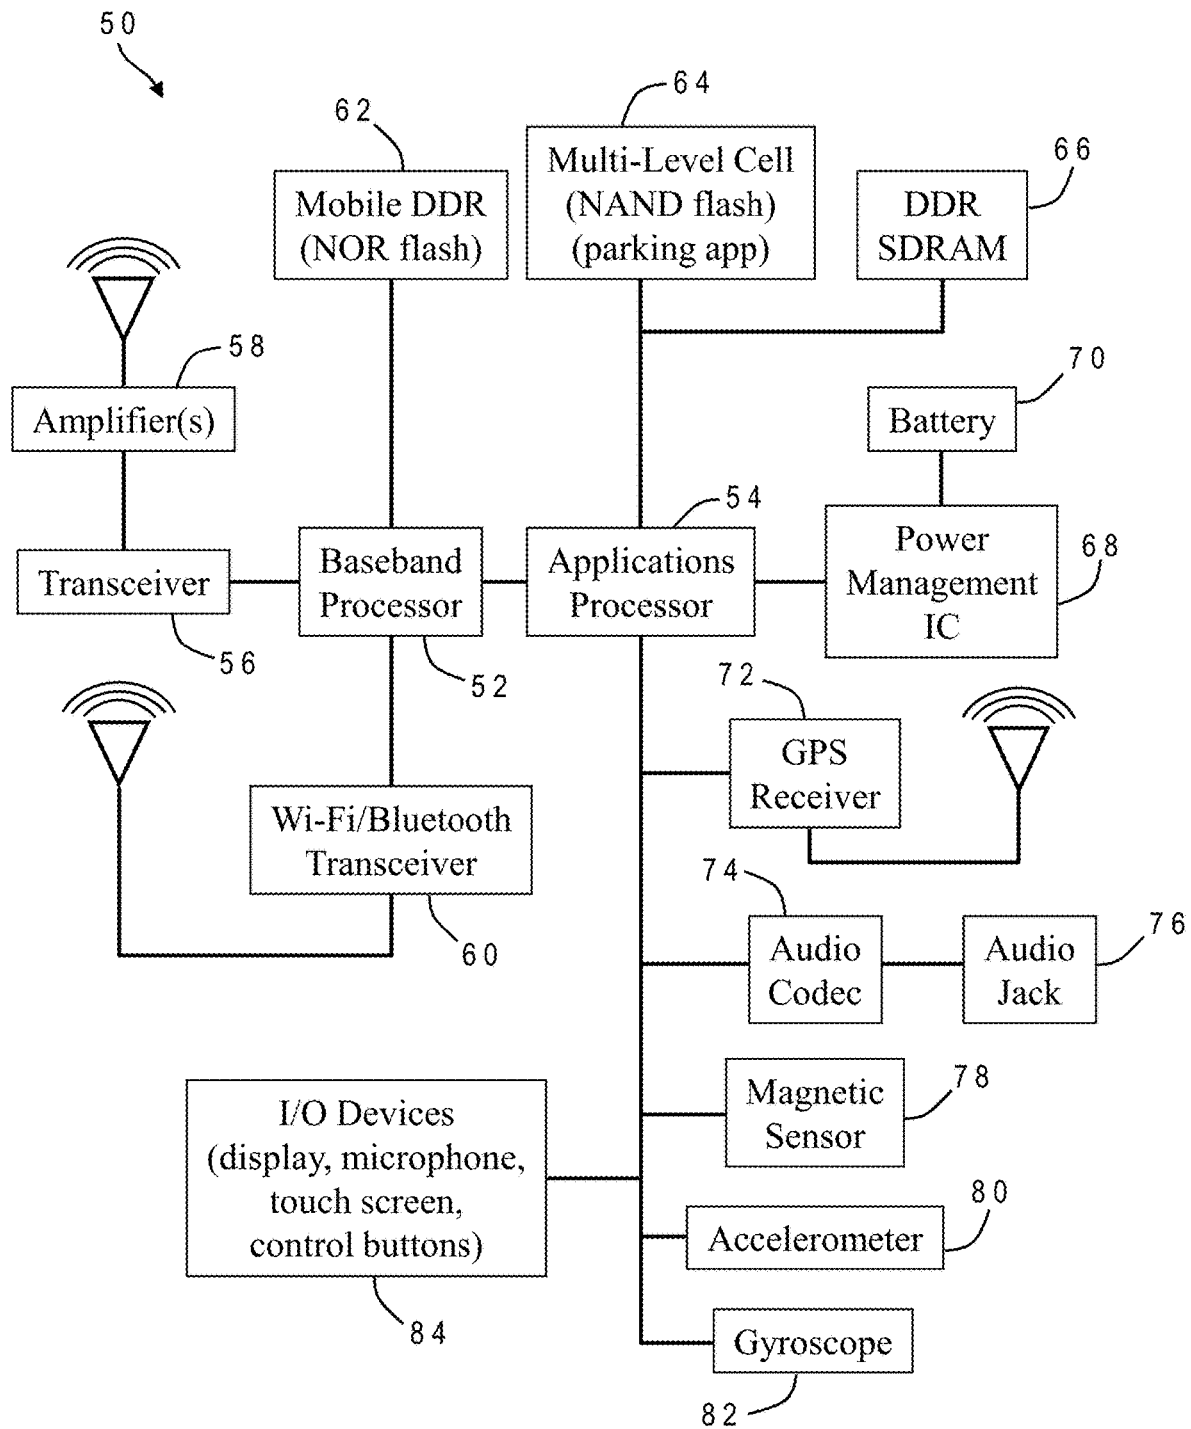 50
62
Mobile DDR
(NOR flash)
64
Multi-Level Cell
(NAND flash)
(parking app)
66
DDR
SDRAM
58
Amplifier(s)
70
Battery
Transceiver
56
Baseband
Processor
52
54
Applications
Processor
Power
Management
IC
68
72
GPS
Receiver
Wi-Fi/Bluetooth
Transceiver
60
74
Audio
Codec
Audio
Jack
76
Magnetic
Sensor
78
I/O Devices
(display, microphone,
touch screen,
control buttons)
84
Accelerometer
80
Gyroscope
82